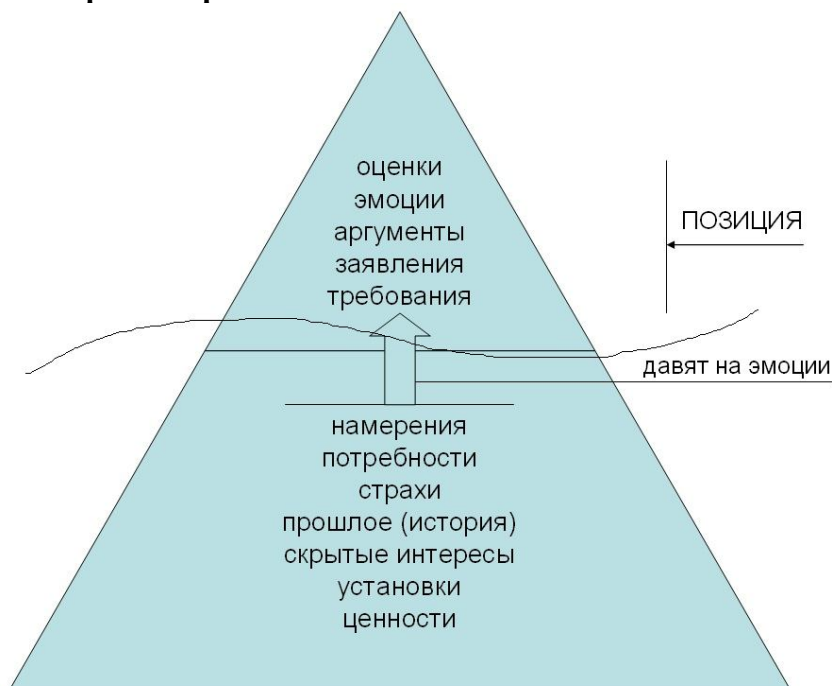 оценки
эмоции
аргументы
заявления
требования
ПОЗИЦИЯ
давят на эмоции
намерения
потребности
страхи
прошлое (история)
скрытые интересы
установки
ценности